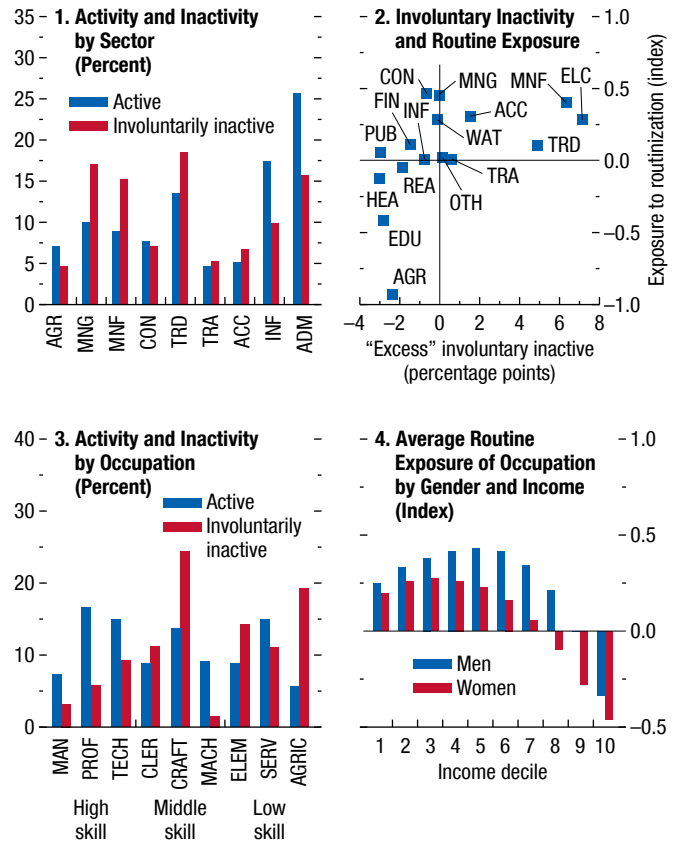 1. Activity and Inactivity
by Sector
(Percent)
Active
Involuntarily inactive
35
30
25
20
15
10
5
0
AGR
MNG
MNF
CON
TRD
TRA
ACC
INF
ADM
2. Involuntary Inactivity
and Routine Exposure
CON
MNG
MNF
ELC
FIN
INF
ACC
PUB
WAT
TRD
HEA
REA
OTH
TRA
EDU
AGR
1.0
0.5
0.0
–0.5
–1.0
Exposure to routinization (index)
–4
–2
0
2
4
6
8
“Excess” involuntary inactive
(percentage points)
3. Activity and Inactivity
by Occupation
(Percent)
Active
Involuntarily
inactive
40
30
20
10
0
MAN
PROF
TECH
CLER
CRAFT
MACH
ELEM
SERV
AGRIC
High
skill
Middle
skill
Low
skill
4. Average Routine
Exposure of Occupation
by Gender and Income
(Index)
Men
Women
1.0
0.5
0.0
–0.5
1
2
3
4
5
6
7
8
9
10
Income decile